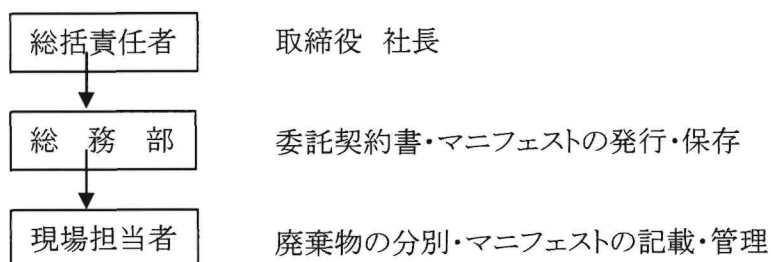 総括責任者 取締役 社長
総務部 委託契約書・マニフェストの発行・保存
現場担当者 廃棄物の分別・マニフェストの記載・管理